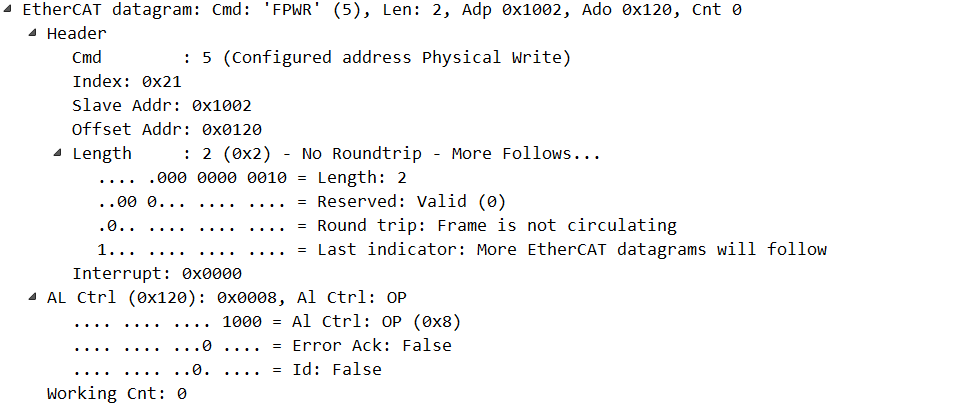 EtherCAT datagram: Cmd: 'FPWR' (5), Len: 2, Adp 0x1002, Ado 0x120, Cnt 0
Header
Cmd : 5 (Configured address Physical Write)
Index: 0x21
Slave Addr: 0x1002
Offset Addr: 0x0120
Length : 2 (0x2) - No Roundtrip - More Follows...
.... .000 0000 0010 = Length: 2
..00 0... .... .... = Reserved: Valid (0)
.0.. .... .... .... = Round trip: Frame is not circulating
1... .... .... .... = Last indicator: More EtherCAT datagrams will follow
Interrupt: 0x0000
AL Ctrl (0x120): 0x0008, Al Ctrl: OP
.... .... .... 1000 = Al Ctrl: OP (0x8)
.... .... ...0 .... = Error Ack: False
.... .... ..0. .... = Id: False
Working Cnt: 0